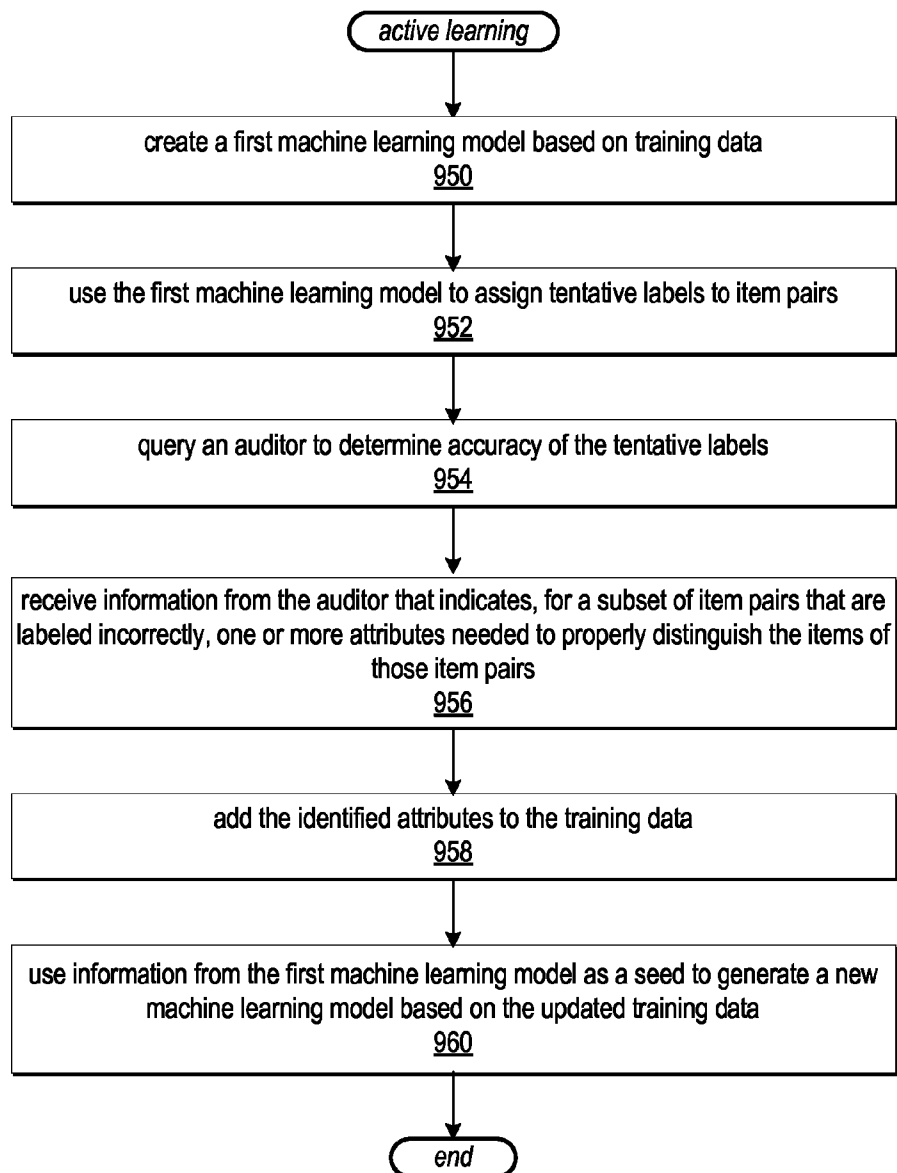 active learning
create a first machine learning model based on training data
950
use the first machine learning model to assign tentative labels to item pairs
952
query an auditor to determine accuracy of the tentative labels
954
receive information from the auditor that indicates, for a subset of item pairs that are
labeled incorrectly, one or more attributes needed to properly distinguish the items of
those item pairs
956
add the identified attributes to the training data
958
use information from the first machine learning model as a seed to generate a new
machine learning model based on the updated training data
960
end